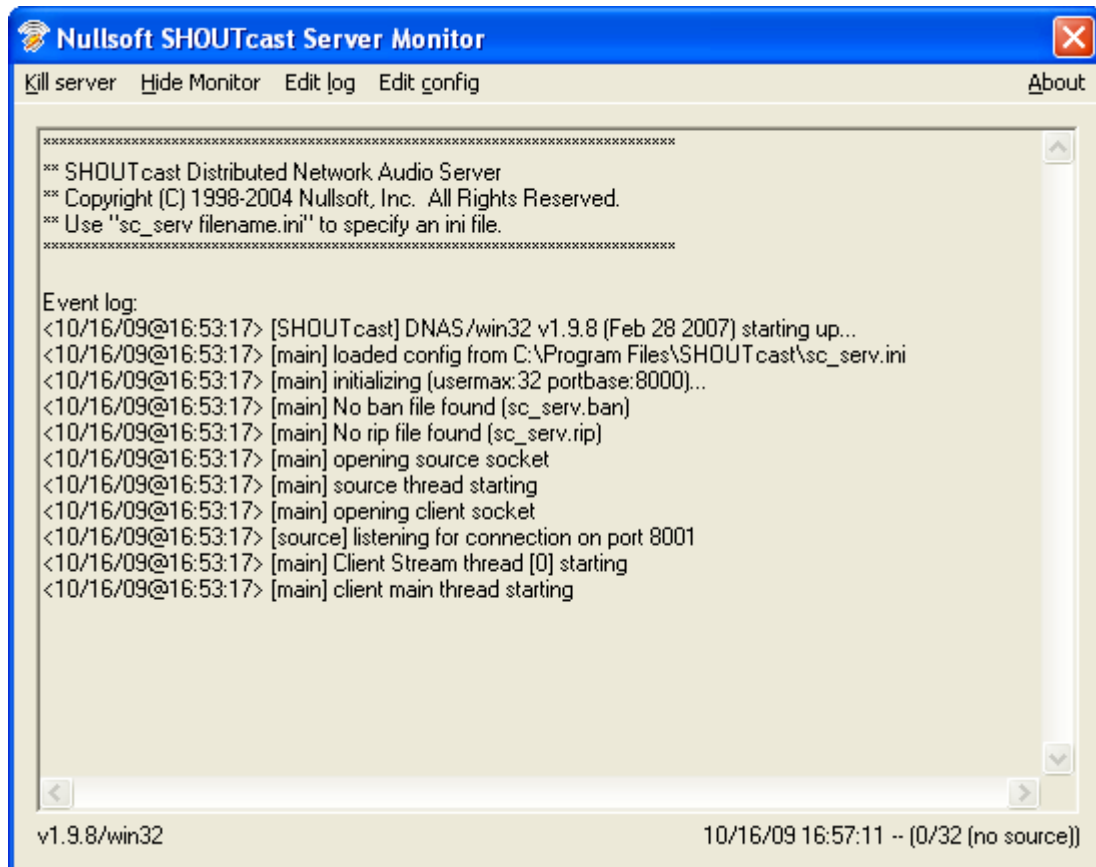 Nullsoft SHOUTcast Server Monitor
Kill server Hide Monitor Edit log Edit config About
*******************************************************************************
** SHOUTcast Distributed Network Audio Server
** Copyright (C) 1998-2004 Nullsoft, Inc.  All Rights Reserved.
** Use "sc_serv filename.ini" to specify an ini file.
*******************************************************************************
Event log:
<10/16/09@16:53:17> [SHOUTcast] DNAS/win32 v1.9.8 (Feb 28 2007) starting up...
<10/16/09@16:53:17> [main] loaded config from C:\Program Files\SHOUTcast\sc_serv.ini
<10/16/09@16:53:17> [main] initializing (usermax:32 portbase:8000)...
<10/16/09@16:53:17> [main] No ban file found (sc_serv.ban)
<10/16/09@16:53:17> [main] No rip file found (sc_serv.rip)
<10/16/09@16:53:17> [main] opening source socket
<10/16/09@16:53:17> [main] source thread starting
<10/16/09@16:53:17> [main] opening client socket
<10/16/09@16:53:17> [source] listening for connection on port 8001
<10/16/09@16:53:17> [main] Client Stream thread [0] starting
<10/16/09@16:53:17> [main] client main thread starting
v1.9.8/win32 10/16/09 16:57:11 -- (0/32 (no source))